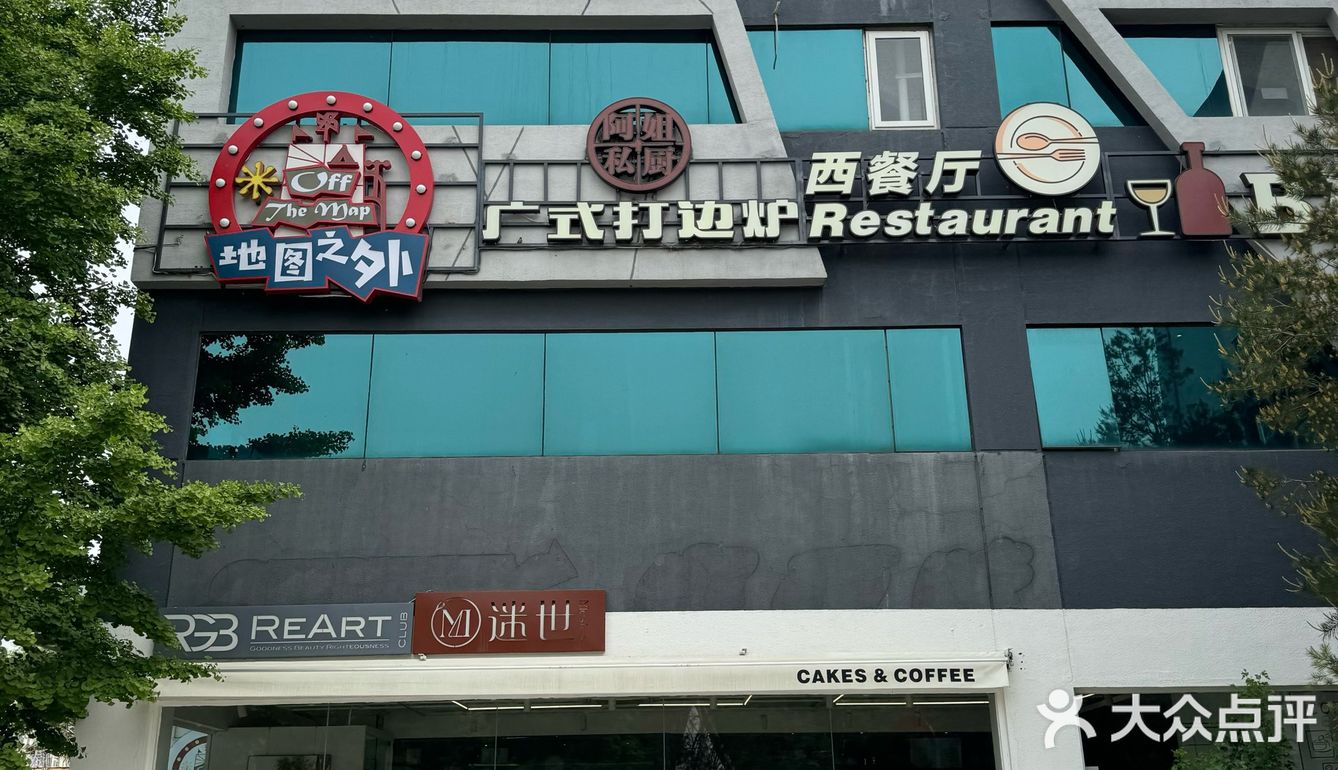 Off
The Map
地图之外
阿姐
私厨
广式打边炉
西餐厅
Restaurant
RGB REART CLUB
GOODNESS BEAUTY RIGHTEOUSNESS
M 迷世
CAKES & COFFEE
大众点评